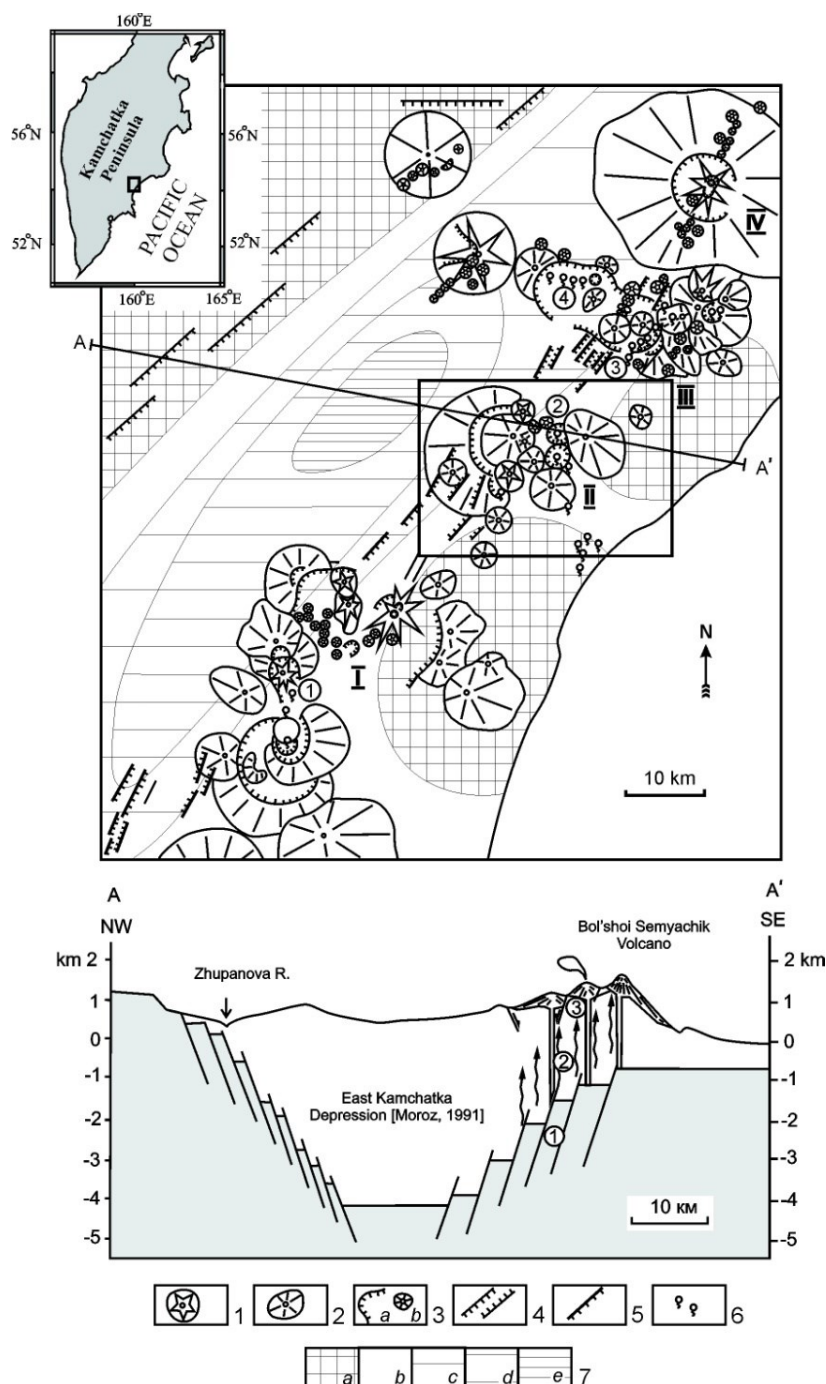 160°E
56°N
56°N
Kamchatka
Peninsula
52°N
52°N
PACIFIC
OCEAN
160°E
165°E
IV
4
A
3
III
2
A'
II
N
I
1
10 km
A
A'
NW
SE
Bol'shoi Semyachik
Volcano
km 2
2 km
Zhupanova R.
1
3
1
0
0
-1
2
-1
East Kamchatka
Depression [Moroz, 1991]
-2
1
-2
-3
-3
-4
10 км
-4
-5
-5
1
2
a b 3
4
5
6
a b c d e 7